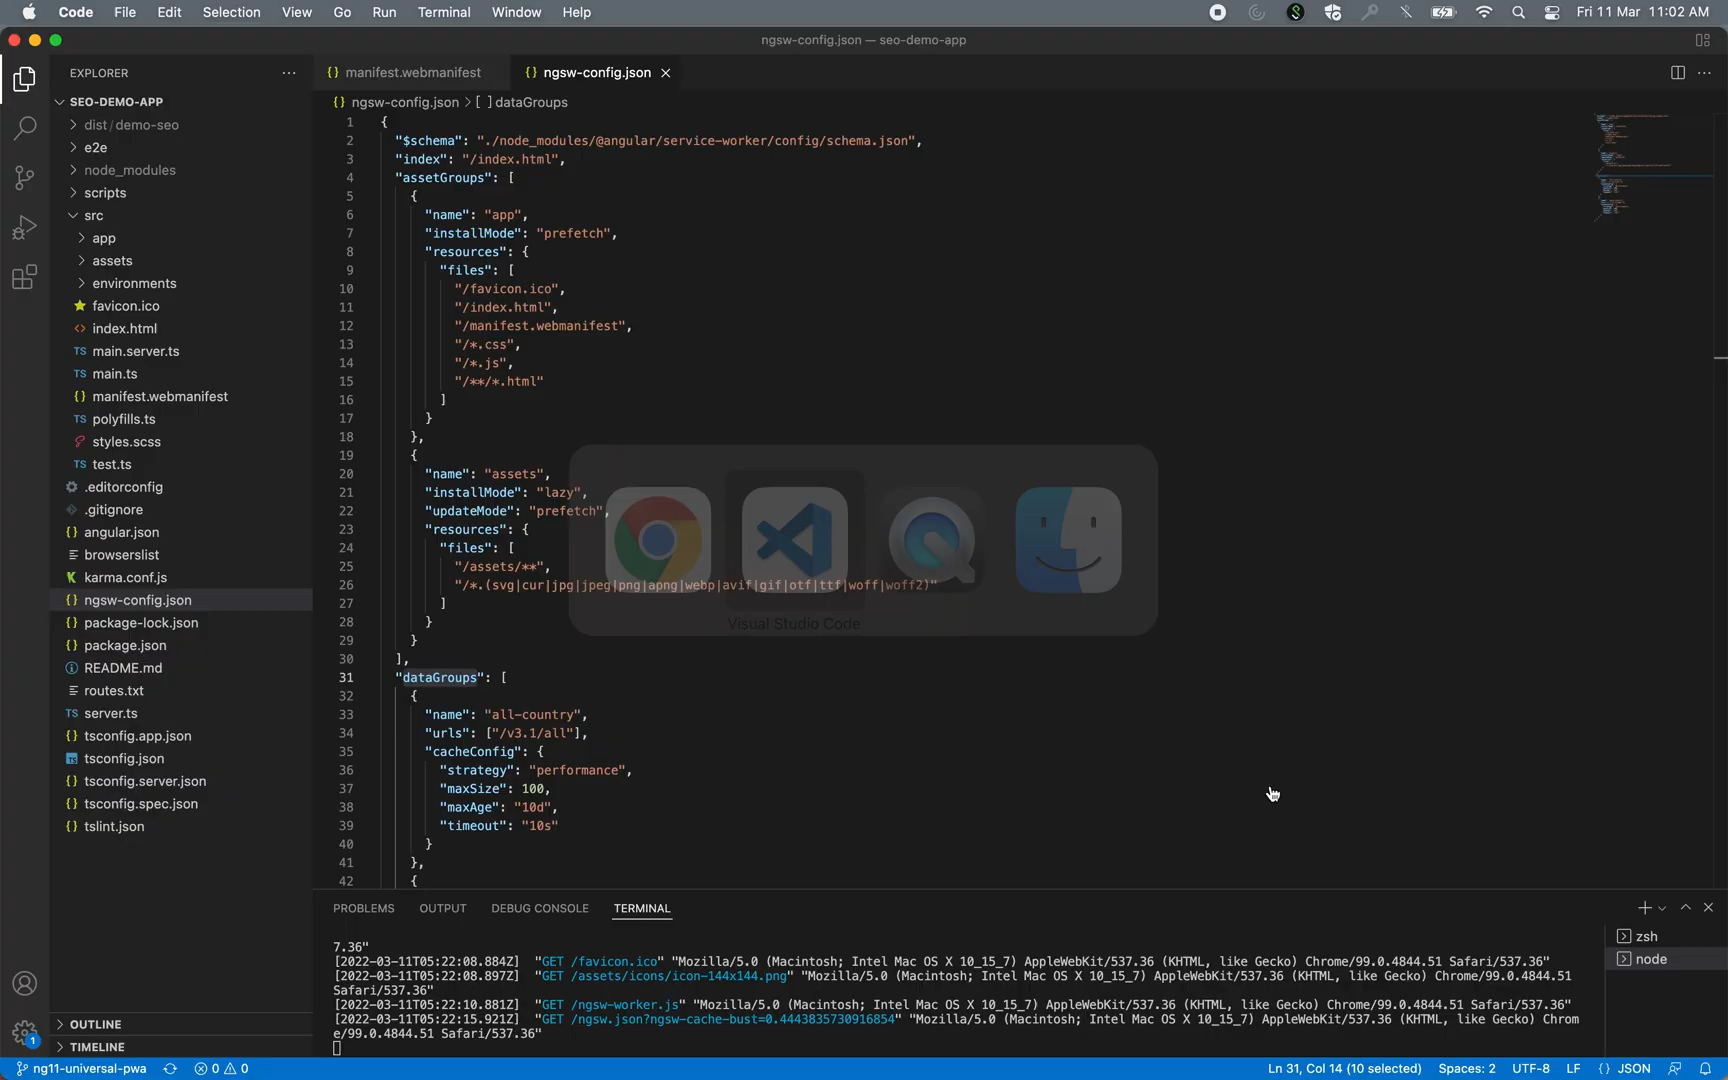 Code File Edit Selection View Go Run Terminal Window Help
Fri 11 Mar 11:02 AM
ngsw-config.json — seo-demo-app
EXPLORER
SEO-DEMO-APP
dist / demo-seo
e2e
node_modules
scripts
src
app
assets
environments
favicon.ico
index.html
main.server.ts
main.ts
manifest.webmanifest
polyfills.ts
styles.scss
test.ts
.editorconfig
.gitignore
angular.json
browserslist
karma.conf.js
ngsw-config.json
package-lock.json
package.json
README.md
routes.txt
server.ts
tsconfig.app.json
tsconfig.json
tsconfig.server.json
tsconfig.spec.json
tslint.json
OUTLINE
TIMELINE
{} manifest.webmanifest {} ngsw-config.json
{} ngsw-config.json > [ ] dataGroups
1 {
2 "$schema": "./node_modules/@angular/service-worker/config/schema.json",
3 "index": "/index.html",
4 "assetGroups": [
5 {
6 "name": "app",
7 "installMode": "prefetch",
8 "resources": {
9 "files": [
10 "/favicon.ico",
11 "/index.html",
12 "/manifest.webmanifest",
13 "/*.css",
14 "/*.js",
15 "/**/*.html"
16 ]
17 }
18 },
19 {
20 "name": "assets",
21 "installMode": "lazy",
22 "updateMode": "prefetch",
23 "resources": {
24 "files": [
25 "/assets/**",
26 "/*.(svg|cur|jpg|jpeg|png|apng|webp|avif|gif|otf|ttf|woff|woff2)"
27 ]
28 }
29 }
30 ],
31 "dataGroups": [
32 {
33 "name": "all-country",
34 "urls": ["/v3.1/all"],
35 "cacheConfig": {
36 "strategy": "performance",
37 "maxSize": 100,
38 "maxAge": "10d",
39 "timeout": "10s"
40 }
41 },
42 {
Visual Studio Code
PROBLEMS OUTPUT DEBUG CONSOLE TERMINAL
7.36"
[2022-03-11T05:22:08.884Z] "GET /favicon.ico" "Mozilla/5.0 (Macintosh; Intel Mac OS X 10_15_7) AppleWebKit/537.36 (KHTML, like Gecko) Chrome/99.0.4844.51 Safari/537.36"
[2022-03-11T05:22:08.897Z] "GET /assets/icons/icon-144x144.png" "Mozilla/5.0 (Macintosh; Intel Mac OS X 10_15_7) AppleWebKit/537.36 (KHTML, like Gecko) Chrome/99.0.4844.51
Safari/537.36"
[2022-03-11T05:22:10.881Z] "GET /ngsw-worker.js" "Mozilla/5.0 (Macintosh; Intel Mac OS X 10_15_7) AppleWebKit/537.36 (KHTML, like Gecko) Chrome/99.0.4844.51 Safari/537.36"
[2022-03-11T05:22:15.921Z] "GET /ngsw.json?ngsw-cache-bust=0.4443835730916854" "Mozilla/5.0 (Macintosh; Intel Mac OS X 10_15_7) AppleWebKit/537.36 (KHTML, like Gecko) Chrom
e/99.0.4844.51 Safari/537.36"
zsh
node
1
ng11-universal-pwa 0 0 Ln 31, Col 14 (10 selected) Spaces: 2 UTF-8 LF {} JSON